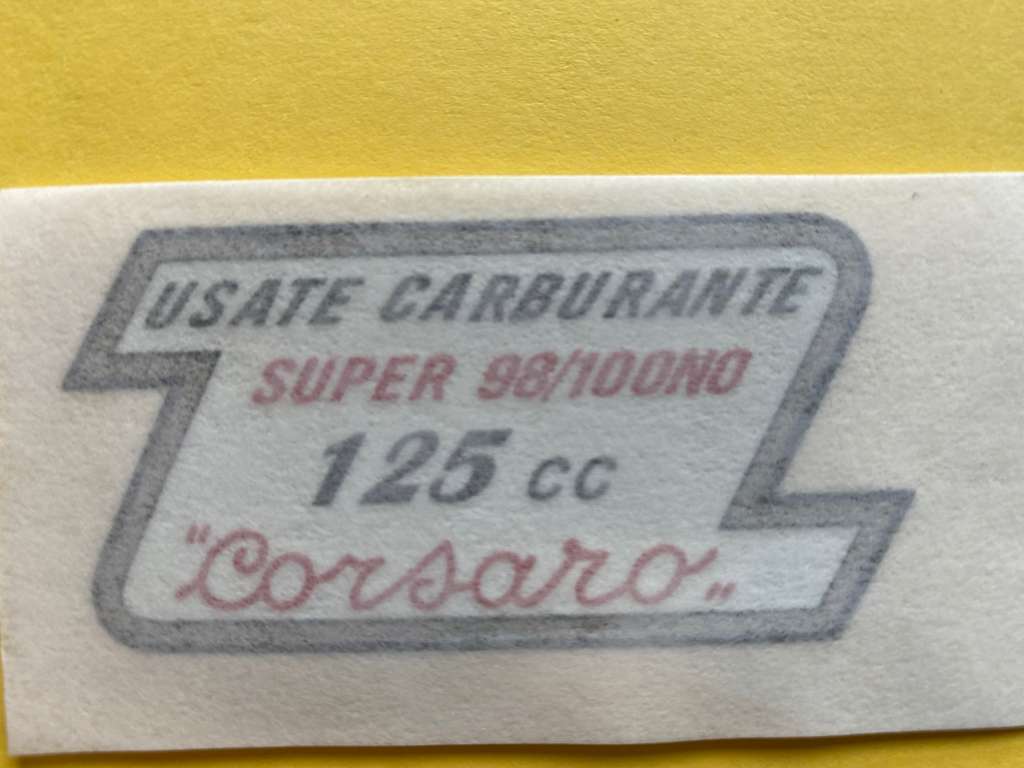 USATE CARBURANTE
SUPER 98/100NO
125 cc
"Corsaro„